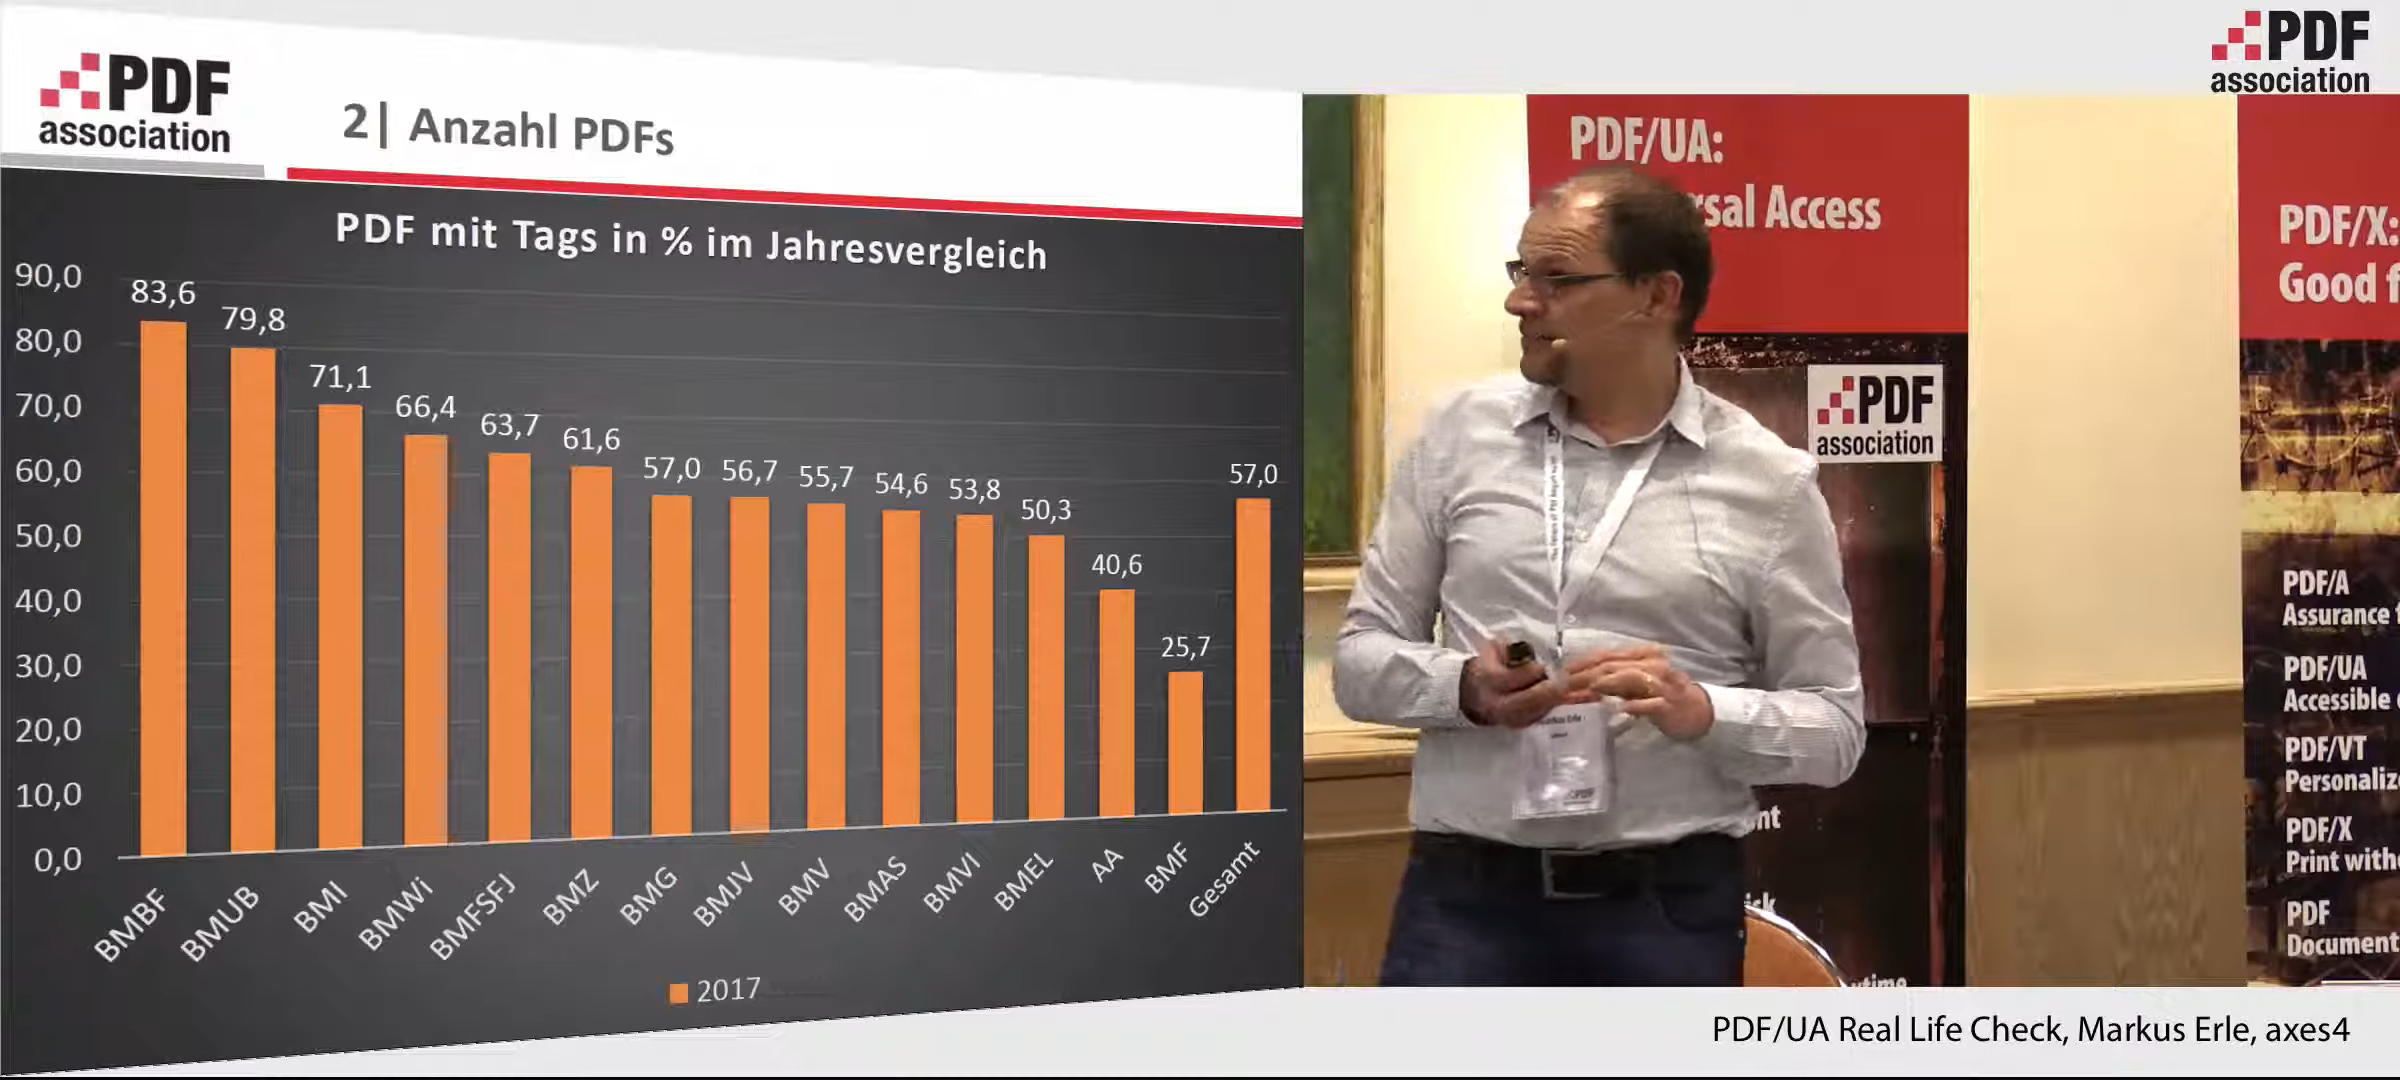 PDF
association
2| Anzahl PDFs
PDF mit Tags in % im Jahresvergleich
90,0
80,0
70,0
60,0
50,0
40,0
30,0
20,0
10,0
0,0
83,6
79,8
71,1
66,4
63,7
61,6
57,0
56,7
55,7
54,6
53,8
50,3
40,6
25,7
57,0
BMBF
BMUB
BMI
BMWi
BMFSFJ
BMZ
BMG
BMJV
BMV
BMAS
BMVI
BMEL
AA
BMF
Gesamt
2017
PDF
association
PDF/UA:
rsal Access
PDF
association
PDF/X:
Good f
PDF/A
Assurance
PDF/UA
Accessible
PDF/VT
Personaliz
PDF/X
Print with
PDF
Document
PDF/UA Real Life Check, Markus Erle, axes4